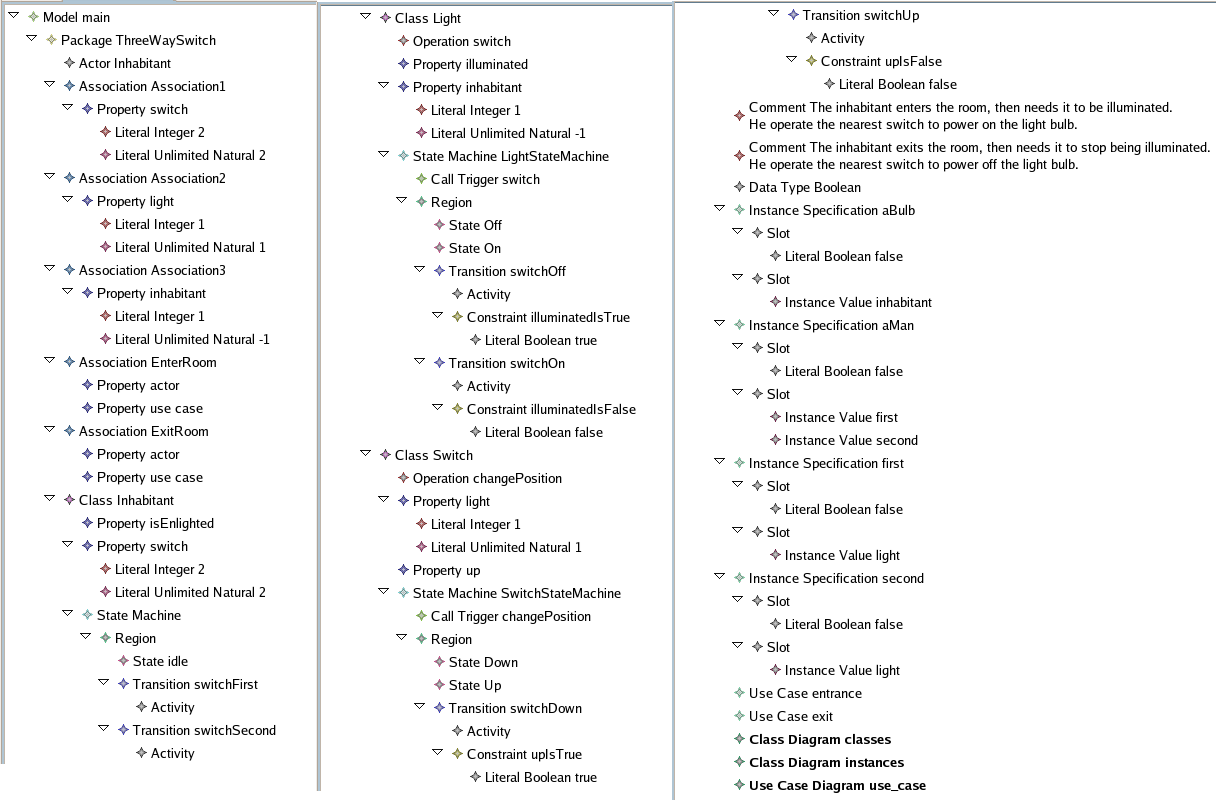 Model main
Package ThreeWaySwitch
Actor Inhabitant
Association Association1
Property switch
Literal Integer 2
Literal Unlimited Natural 2
Association Association2
Property light
Literal Integer 1
Literal Unlimited Natural 1
Association Association3
Property inhabitant
Literal Integer 1
Literal Unlimited Natural -1
Association EnterRoom
Property actor
Property use case
Association ExitRoom
Property actor
Property use case
Class Inhabitant
Property isEnlighted
Property switch
Literal Integer 2
Literal Unlimited Natural 2
State Machine
Region
State idle
Transition switchFirst
Activity
Transition switchSecond
Activity
Class Light
Operation switch
Property illuminated
Property inhabitant
Literal Integer 1
Literal Unlimited Natural -1
State Machine LightStateMachine
Call Trigger switch
Region
State Off
State On
Transition switchOff
Activity
Constraint illuminatedIsTrue
Literal Boolean true
Transition switchOn
Activity
Constraint illuminatedIsFalse
Literal Boolean false
Class Switch
Operation changePosition
Property light
Literal Integer 1
Literal Unlimited Natural 1
Property up
State Machine SwitchStateMachine
Call Trigger changePosition
Region
State Down
State Up
Transition switchDown
Activity
Constraint upIsTrue
Literal Boolean true
Transition switchUp
Activity
Constraint upIsFalse
Literal Boolean false
Comment The inhabitant enters the room, then needs it to be illuminated.
He operate the nearest switch to power on the light bulb.
Comment The inhabitant exits the room, then needs it to stop being illuminated.
He operate the nearest switch to power off the light bulb.
Data Type Boolean
Instance Specification aBulb
Slot
Literal Boolean false
Slot
Instance Value inhabitant
Instance Specification aMan
Slot
Literal Boolean false
Slot
Instance Value first
Instance Value second
Instance Specification first
Slot
Literal Boolean false
Slot
Instance Value light
Instance Specification second
Slot
Literal Boolean false
Slot
Instance Value light
Use Case entrance
Use Case exit
Class Diagram classes
Class Diagram instances
Use Case Diagram use_case